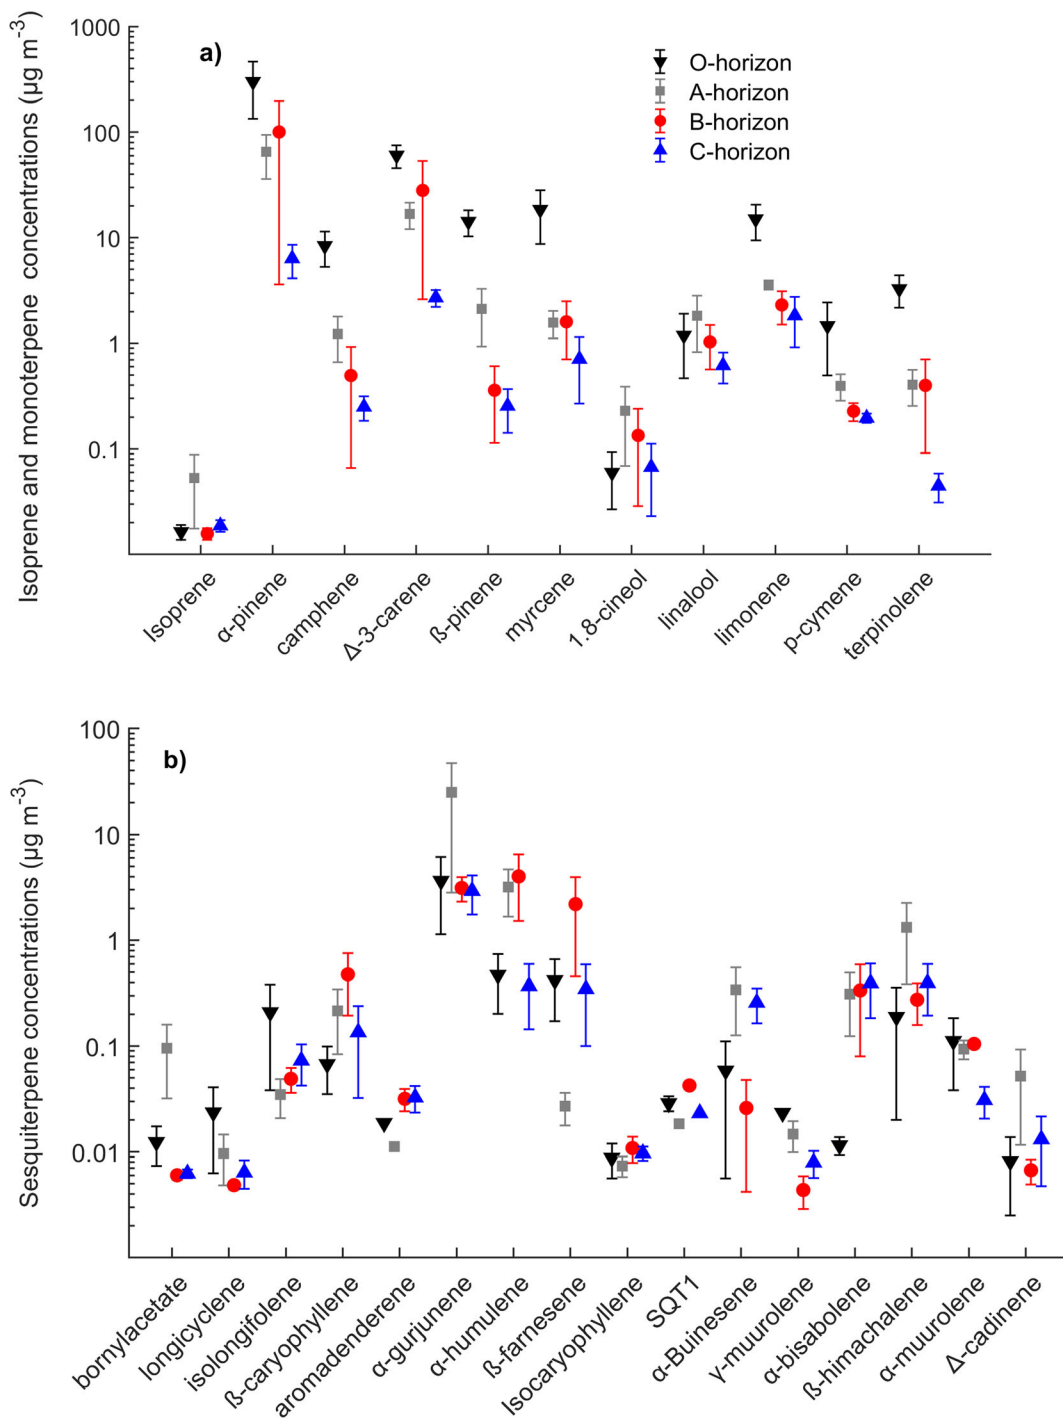 a)
Isoprene and monoterpene concentrations (µg m⁻³)
1000
100
10
1
0.1
O-horizon
A-horizon
B-horizon
C-horizon
Isoprene
α-pinene
camphene
Δ-3-carene
ß-pinene
myrcene
1.8-cineol
linalool
limonene
p-cymene
terpinolene
b)
Sesquiterpene concentrations (µg m⁻³)
100
10
1
0.1
0.01
bornylacetate
longicyclene
isolongifolene
ß-caryophyllene
aromadenderene
α-gurjunene
α-humulene
ß-farnesene
Isocaryophyllene
SQT1
α-Buinesene
γ-muurolene
α-bisabolene
ß-himachalene
α-muurolene
Δ-cadinene